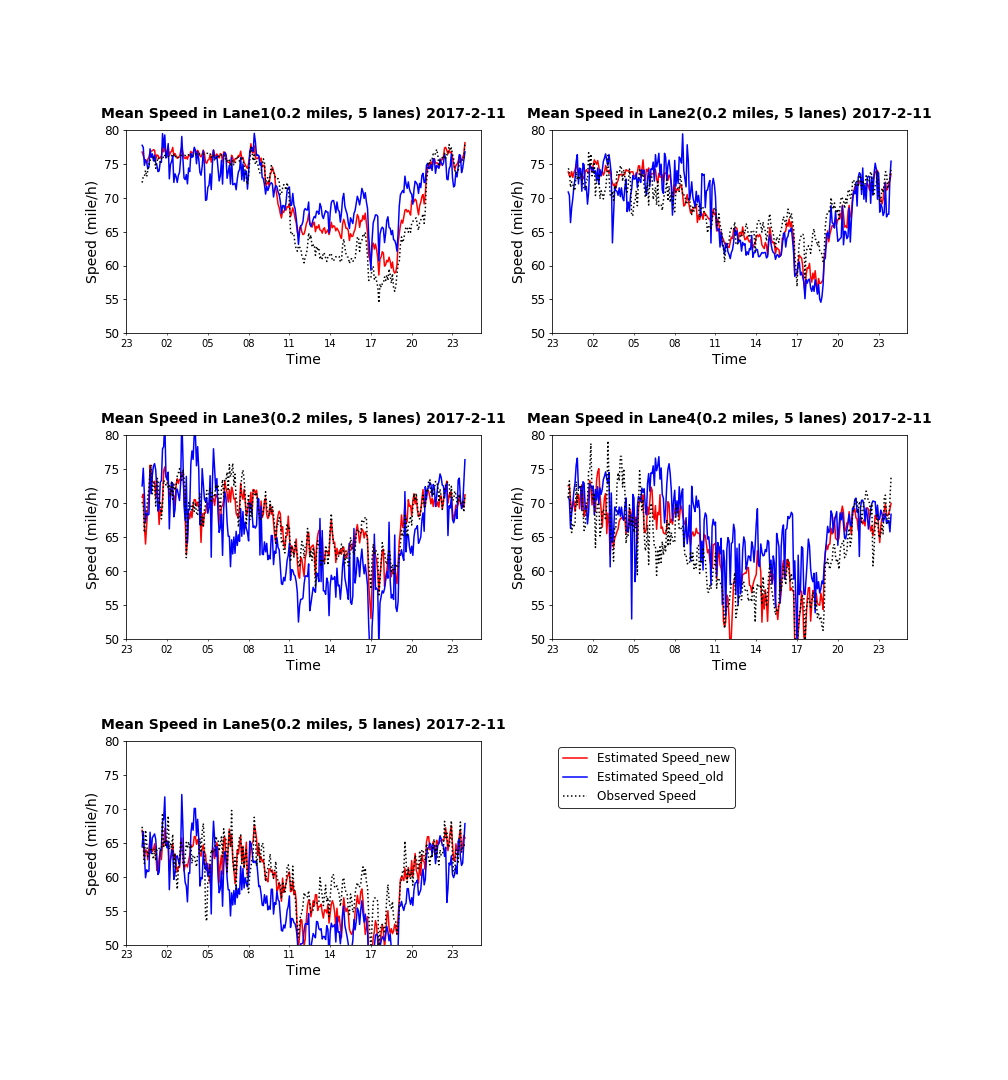 Mean Speed in Lane1(0.2 miles, 5 lanes) 2017-2-11
80
75
70
65
60
55
50
Speed (mile/h)
23 02 05 08 11 14 17 20 23
Time
Mean Speed in Lane2(0.2 miles, 5 lanes) 2017-2-11
80
75
70
65
60
55
50
Speed (mile/h)
23 02 05 08 11 14 17 20 23
Time
Mean Speed in Lane3(0.2 miles, 5 lanes) 2017-2-11
80
75
70
65
60
55
50
Speed (mile/h)
23 02 05 08 11 14 17 20 23
Time
Mean Speed in Lane4(0.2 miles, 5 lanes) 2017-2-11
80
75
70
65
60
55
50
Speed (mile/h)
23 02 05 08 11 14 17 20 23
Time
Mean Speed in Lane5(0.2 miles, 5 lanes) 2017-2-11
80
75
70
65
60
55
50
Speed (mile/h)
23 02 05 08 11 14 17 20 23
Time
Estimated Speed_new
Estimated Speed_old
Observed Speed